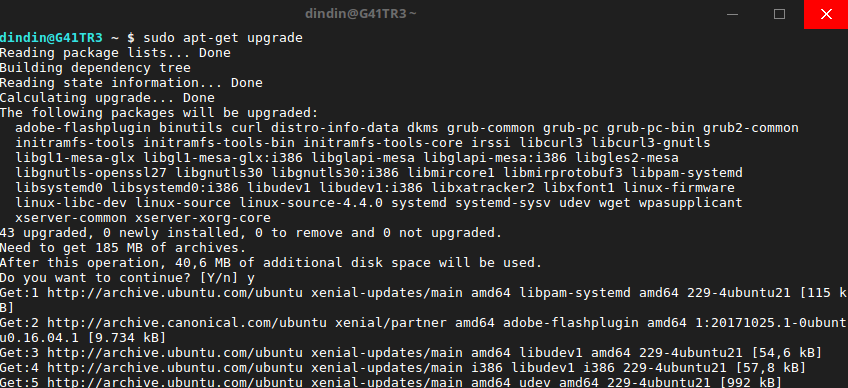 dindin@G41TR3 ~
dindin@G41TR3 ~ $ sudo apt-get upgrade
Reading package lists... Done
Building dependency tree
Reading state information... Done
Calculating upgrade... Done
The following packages will be upgraded:
  adobe-flashplugin binutils curl distro-info-data dkms grub-common grub-pc grub-pc-bin grub2-common
  initramfs-tools initramfs-tools-bin initramfs-tools-core irssi libcurl3 libcurl3-gnutls
  libgl1-mesa-glx libgl1-mesa-glx:i386 libglapi-mesa libglapi-mesa:i386 libgles2-mesa
  libgnutls-openssl27 libgnutls30 libgnutls30:i386 libmircore1 libmirprotobuf3 libpam-systemd
  libsystemd0 libsystemd0:i386 libudev1 libudev1:i386 libxatracker2 libxfont1 linux-firmware
  linux-libc-dev linux-source linux-source-4.4.0 systemd systemd-sysv udev wget wpasupplicant
  xserver-common xserver-xorg-core
43 upgraded, 0 newly installed, 0 to remove and 0 not upgraded.
Need to get 185 MB of archives.
After this operation, 40,6 MB of additional disk space will be used.
Do you want to continue? [Y/n] y
Get:1 http://archive.ubuntu.com/ubuntu xenial-updates/main amd64 libpam-systemd amd64 229-4ubuntu21 [115 k
B]
Get:2 http://archive.canonical.com/ubuntu xenial/partner amd64 adobe-flashplugin amd64 1:20171025.1-0ubunt
u0.16.04.1 [9.734 kB]
Get:3 http://archive.ubuntu.com/ubuntu xenial-updates/main amd64 libudev1 amd64 229-4ubuntu21 [54,6 kB]
Get:4 http://archive.ubuntu.com/ubuntu xenial-updates/main i386 libudev1 i386 229-4ubuntu21 [57,8 kB]
Get:5 http://archive.ubuntu.com/ubuntu xenial-updates/main amd64 udev amd64 229-4ubuntu21 [992 kB]